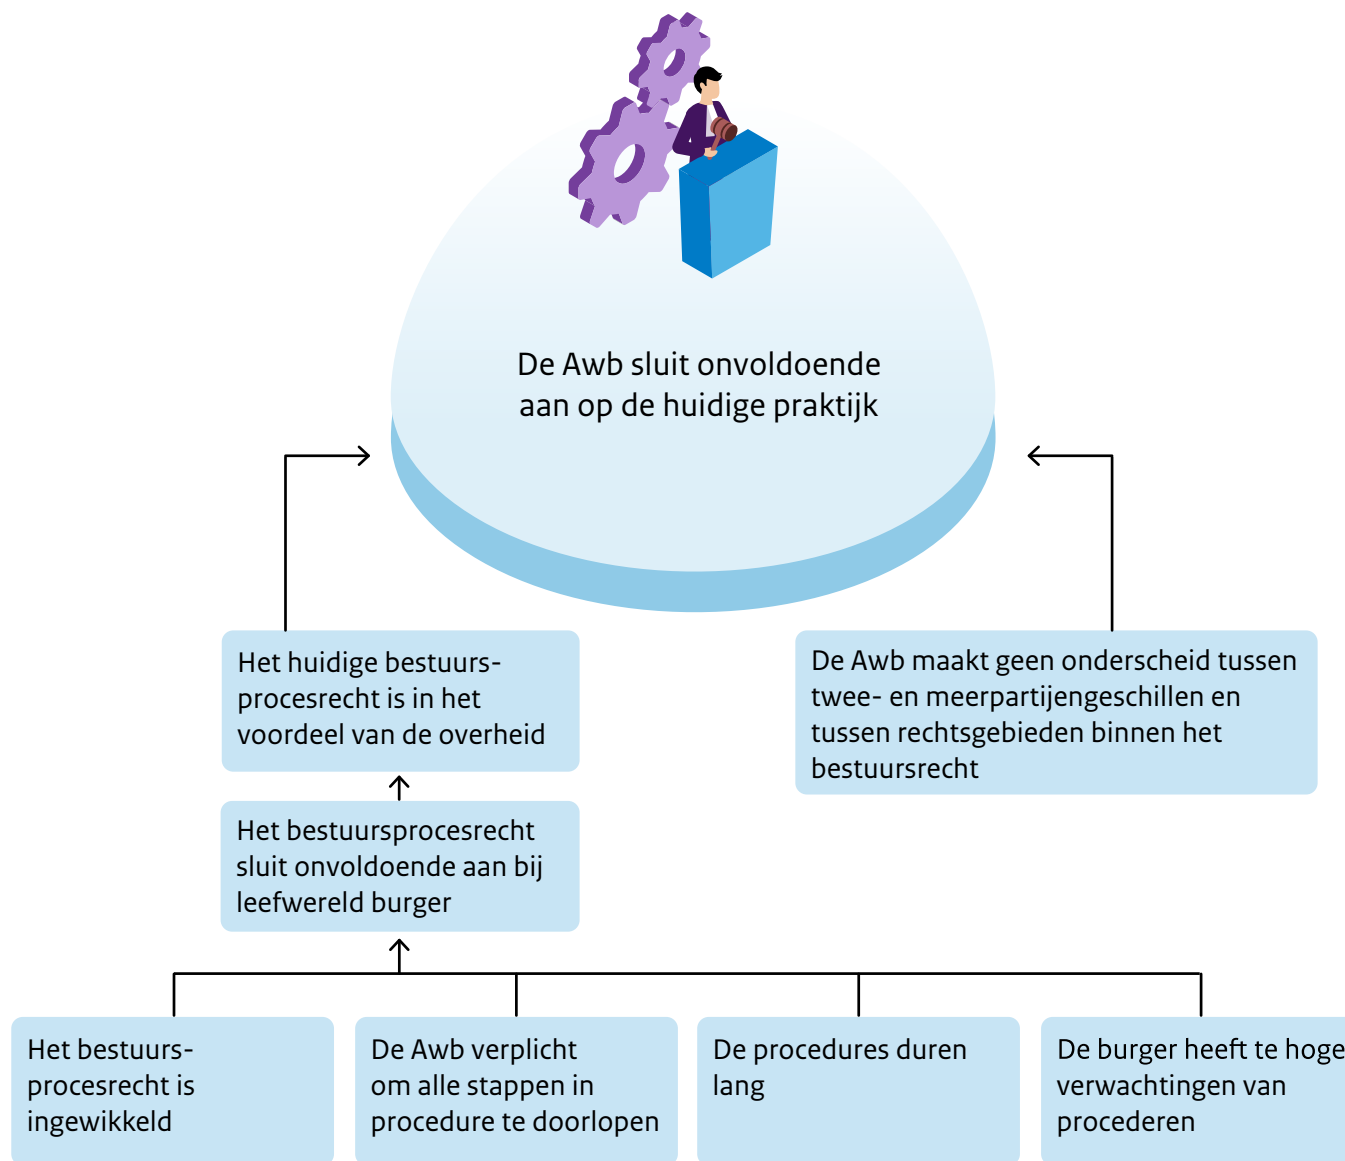 De Awb sluit onvoldoende
aan op de huidige praktijk
Het huidige bestuurs-
procesrecht is in het
voordeel van de overheid
De Awb maakt geen onderscheid tussen
twee- en meerpartijengeschillen en
tussen rechtsgebieden binnen het
bestuursrecht
Het bestuursprocesrecht
sluit onvoldoende aan bij
leefwereld burger
Het bestuurs-
procesrecht is
ingewikkeld
De Awb verplicht
om alle stappen in
procedure te doorlopen
De procedures duren
lang
De burger heeft te hoge
verwachtingen van
procederen